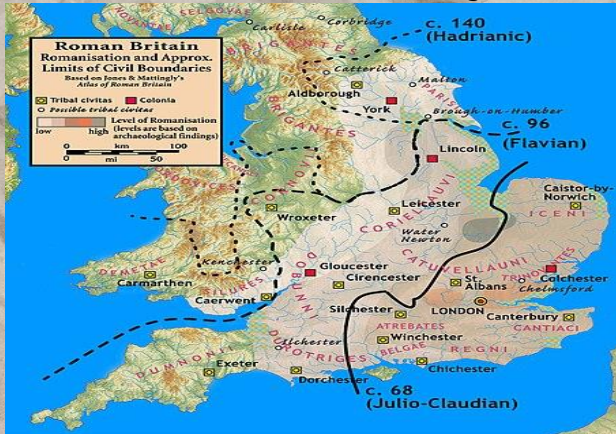 SELGOVAE
NOVANTAE
Carlisle
Corbridge
c. 140
(Hadrianic)
Roman Britain
Romanisation and Approx.
Limits of Civil Boundaries
Based on Jones & Mattingly's
Atlas of Roman Britain
Tribal civitas
Colonia
Possible tribal civitas
Level of Romanisation
low
high
(levels are based on
archaeological findings)
0
km
100
0
mi
50
BRIGANTES
Catterick
Aldborough
Malton
PARISI
York
Brough-on-Humber
BRIGANTES
c. 96
(Flavian)
Lincoln
ORDOVICES
CORNOVII
Wroxeter
Leicester
CORIELTAUVI
Water
Newton
Caistor-by-
Norwich
ICENI
DEMETAE
Carmarthen
SILURES
Kenchester
Caerwent
Gloucester
DOBUNNI
Cirencester
CATUVELLAUNI
St.
Albans
TRINOVANTES
Colchester
Chelmsford
LONDON
Silchester
ATREBATES
Canterbury
CANTIACI
Winchester
BELGAE
REGNI
Chichester
Ilchester
DUROTRIGES
Dorchester
DUMNONII
Exeter
c. 68
(Julio-Claudian)